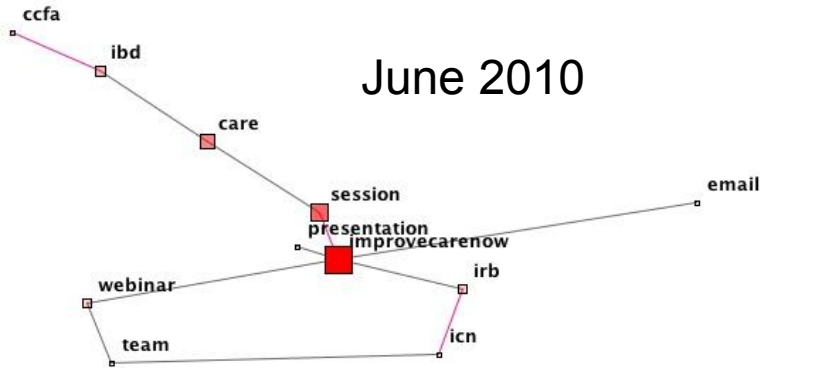 ccfa
ibd
June 2010
care
email
session
presentation
improvecarenow
irb
webinar
icn
team